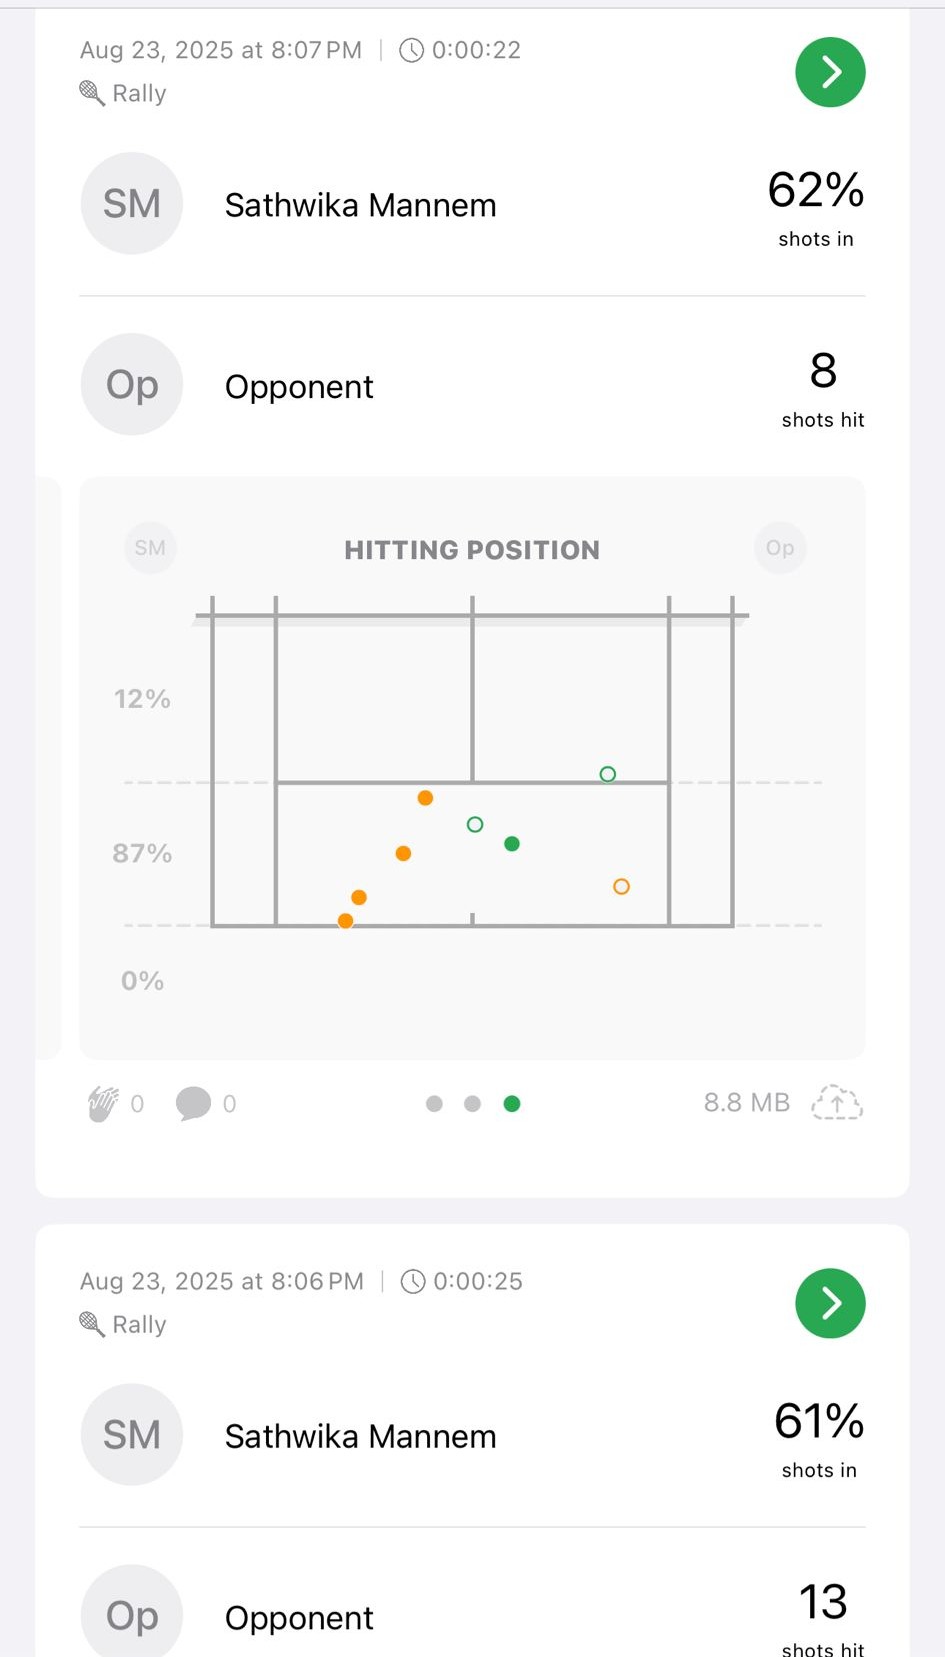 Aug 23, 2025 at 8:07 PM | 0:00:22
Rally
SM Sathwika Mannem 62%
shots in
Op Opponent 8
shots hit
SM HITTING POSITION Op
12%
87%
0%
0 0 8.8 MB
Aug 23, 2025 at 8:06 PM | 0:00:25
Rally
SM Sathwika Mannem 61%
shots in
Op Opponent 13
shots hit